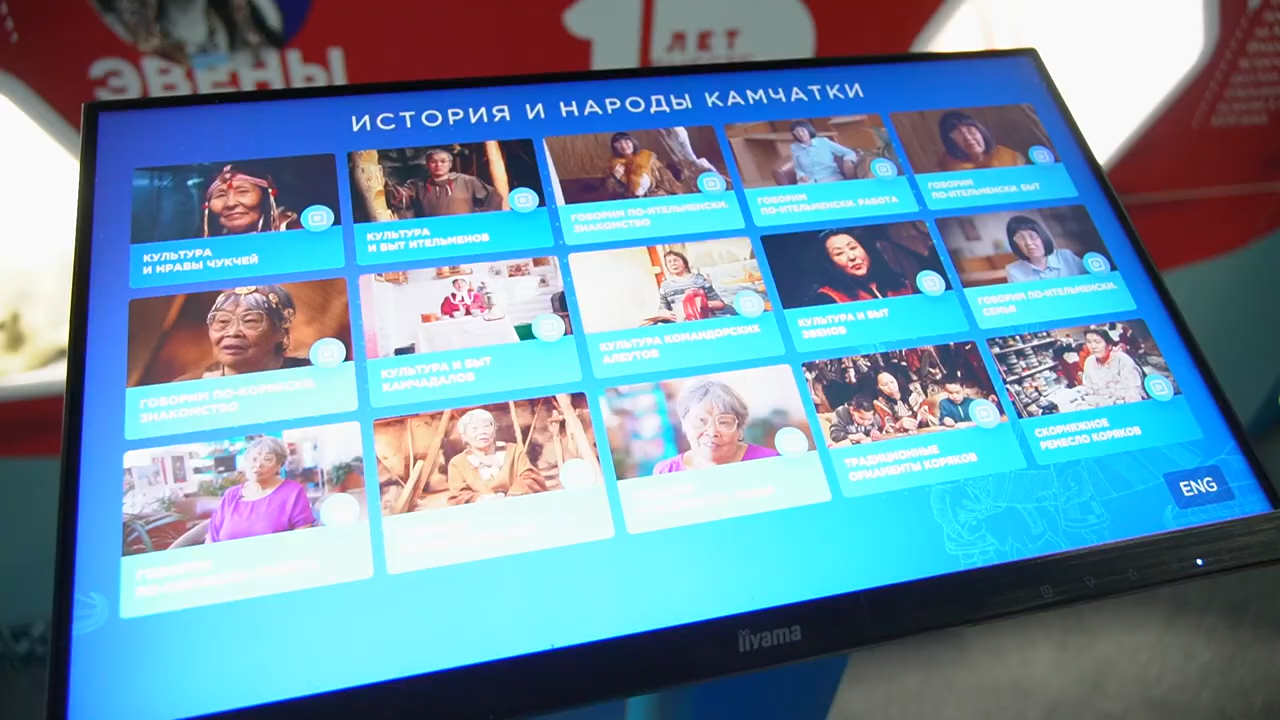 ЭВЕНЫ
ЛЕТ
ИСТОРИЯ И НАРОДЫ КАМЧАТКИ
КУЛЬТУРА
И НРАВЫ ЧУКЧЕЙ
КУЛЬТУРА
И БЫТ ИТЕЛЬМЕНОВ
ГОВОРИМ ПО-ИТЕЛЬМЕНСКИ.
ЗНАКОМСТВО
ГОВОРИМ
ПО-ИТЕЛЬМЕНСКИ. РАБОТА
ГОВОРИМ
ПО-ИТЕЛЬМЕНСКИ. БЫТ
ГОВОРИМ ПО-КОРЯКСКИ.
ЗНАКОМСТВО
КУЛЬТУРА И БЫТ
КАМЧАДАЛОВ
КУЛЬТУРА КОМАНДОРСКИХ
АЛЕУТОВ
КУЛЬТУРА И БЫТ
ЭВЕНОВ
ГОВОРИМ ПО-ИТЕЛЬМЕНСКИ.
СЕМЬЯ
ГОВОРИМ
ТРАДИЦИОННЫЕ
ОРНАМЕНТЫ КОРЯКОВ
СКОРНЯЖНОЕ
РЕМЕСЛО КОРЯКОВ
ENG
iiyama